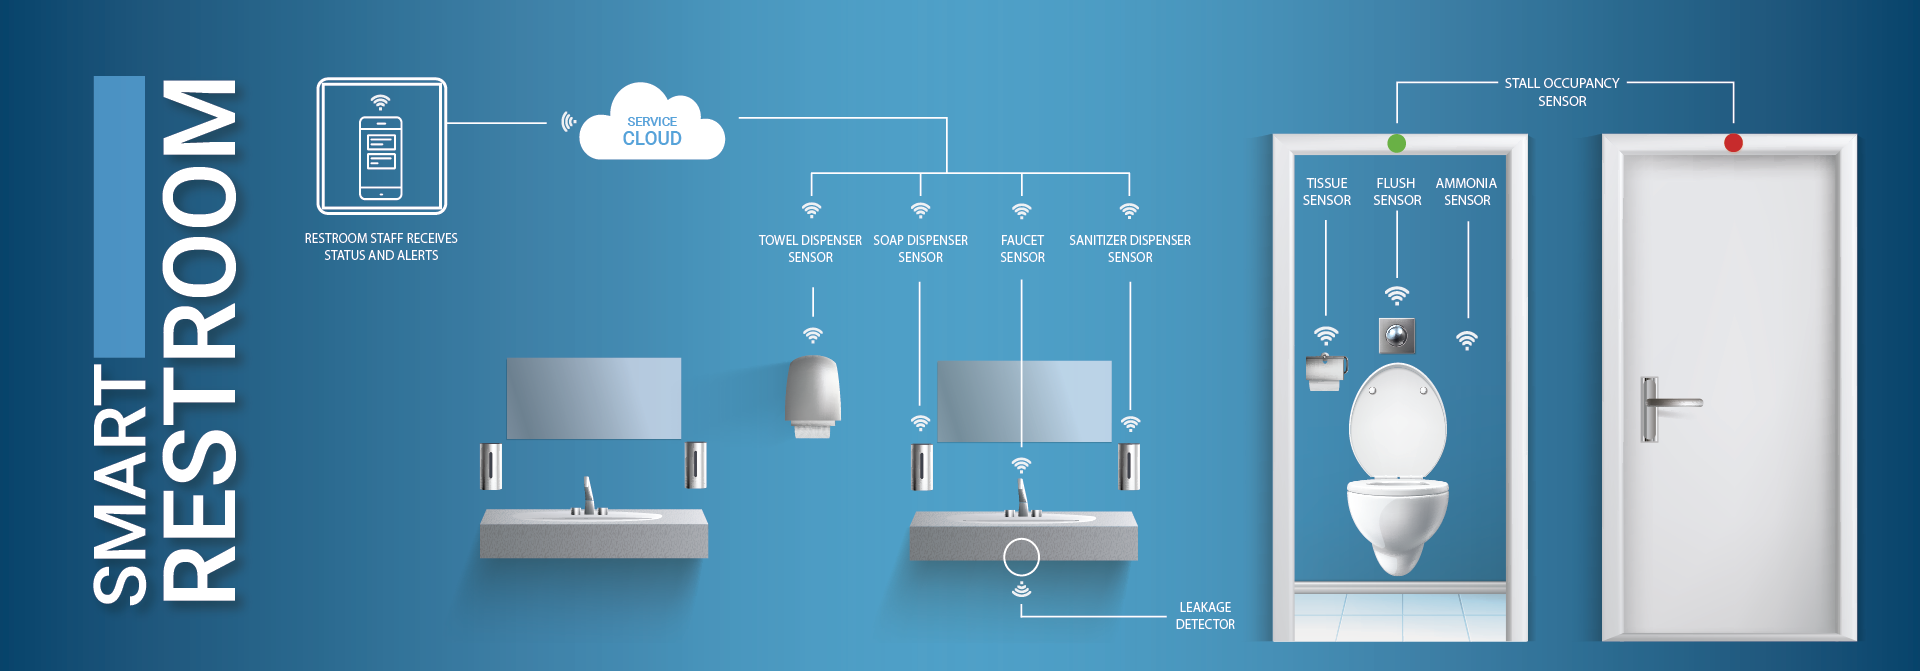 SMART
RESTROOM
RESTROOM STAFF RECEIVES
STATUS AND ALERTS
SERVICE
CLOUD
TOWEL DISPENSER
SENSOR
SOAP DISPENSER
SENSOR
FAUCET
SENSOR
SANITIZER DISPENSER
SENSOR
LEAKAGE
DETECTOR
STALL OCCUPANCY
SENSOR
TISSUE
SENSOR
FLUSH
SENSOR
AMMONIA
SENSOR